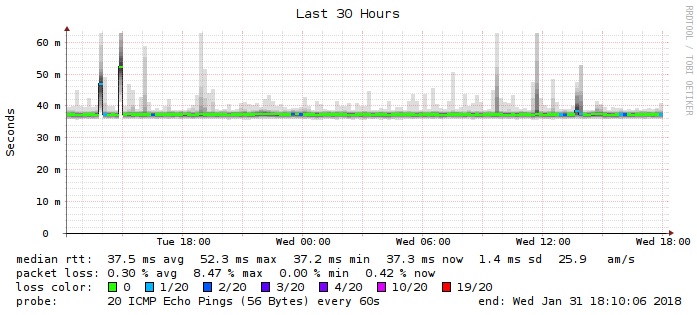 Last 30 Hours
RRDTOOL / TOBI OETIKER
Seconds
60 m
50 m
40 m
30 m
20 m
10 m
0
Tue 18:00 Wed 00:00 Wed 06:00 Wed 12:00 Wed 18:00
median rtt: 37.5 ms avg 52.3 ms max 37.2 ms min 37.3 ms now 1.4 ms sd 25.9 am/s
packet loss: 0.30 % avg 8.47 % max 0.00 % min 0.42 % now
loss color: 0 1/20 2/20 3/20 4/20 10/20 19/20
probe: 20 ICMP Echo Pings (56 Bytes) every 60s end: Wed Jan 31 18:10:06 2018